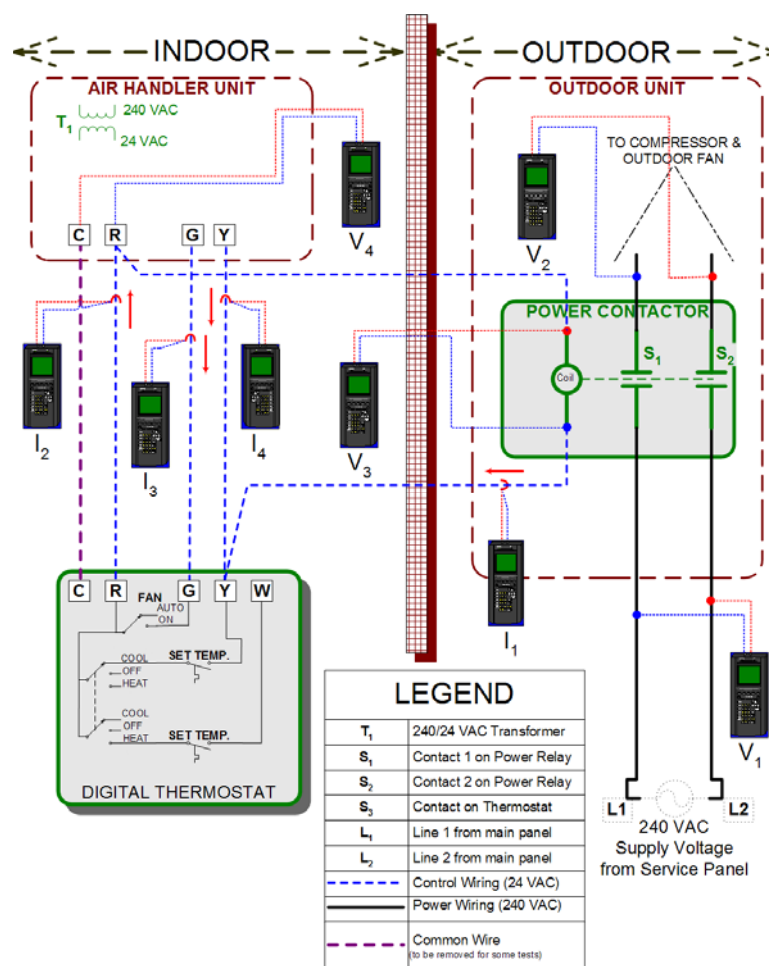 INDOOR
OUTDOOR
AIR HANDLER UNIT
T1
240 VAC
24 VAC
C
R
G
Y
V4
OUTDOOR UNIT
TO COMPRESSOR &
OUTDOOR FAN
V2
POWER CONTACTOR
Coil
S1
S2
I2
I3
I4
V3
I1
V1
C
R
G
Y
W
FAN
AUTO
ON
COOL
OFF
HEAT
SET TEMP.
COOL
OFF
HEAT
SET TEMP.
DIGITAL THERMOSTAT
L1
L2
240 VAC
Supply Voltage
from Service Panel
LEGEND
T1 240/24 VAC Transformer
S1 Contact 1 on Power Relay
S2 Contact 2 on Power Relay
S3 Contact on Thermostat
L1 Line 1 from main panel
L2 Line 2 from main panel
Control Wiring (24 VAC)
Power Wiring (240 VAC)
Common Wire
(to be removed for some tests)